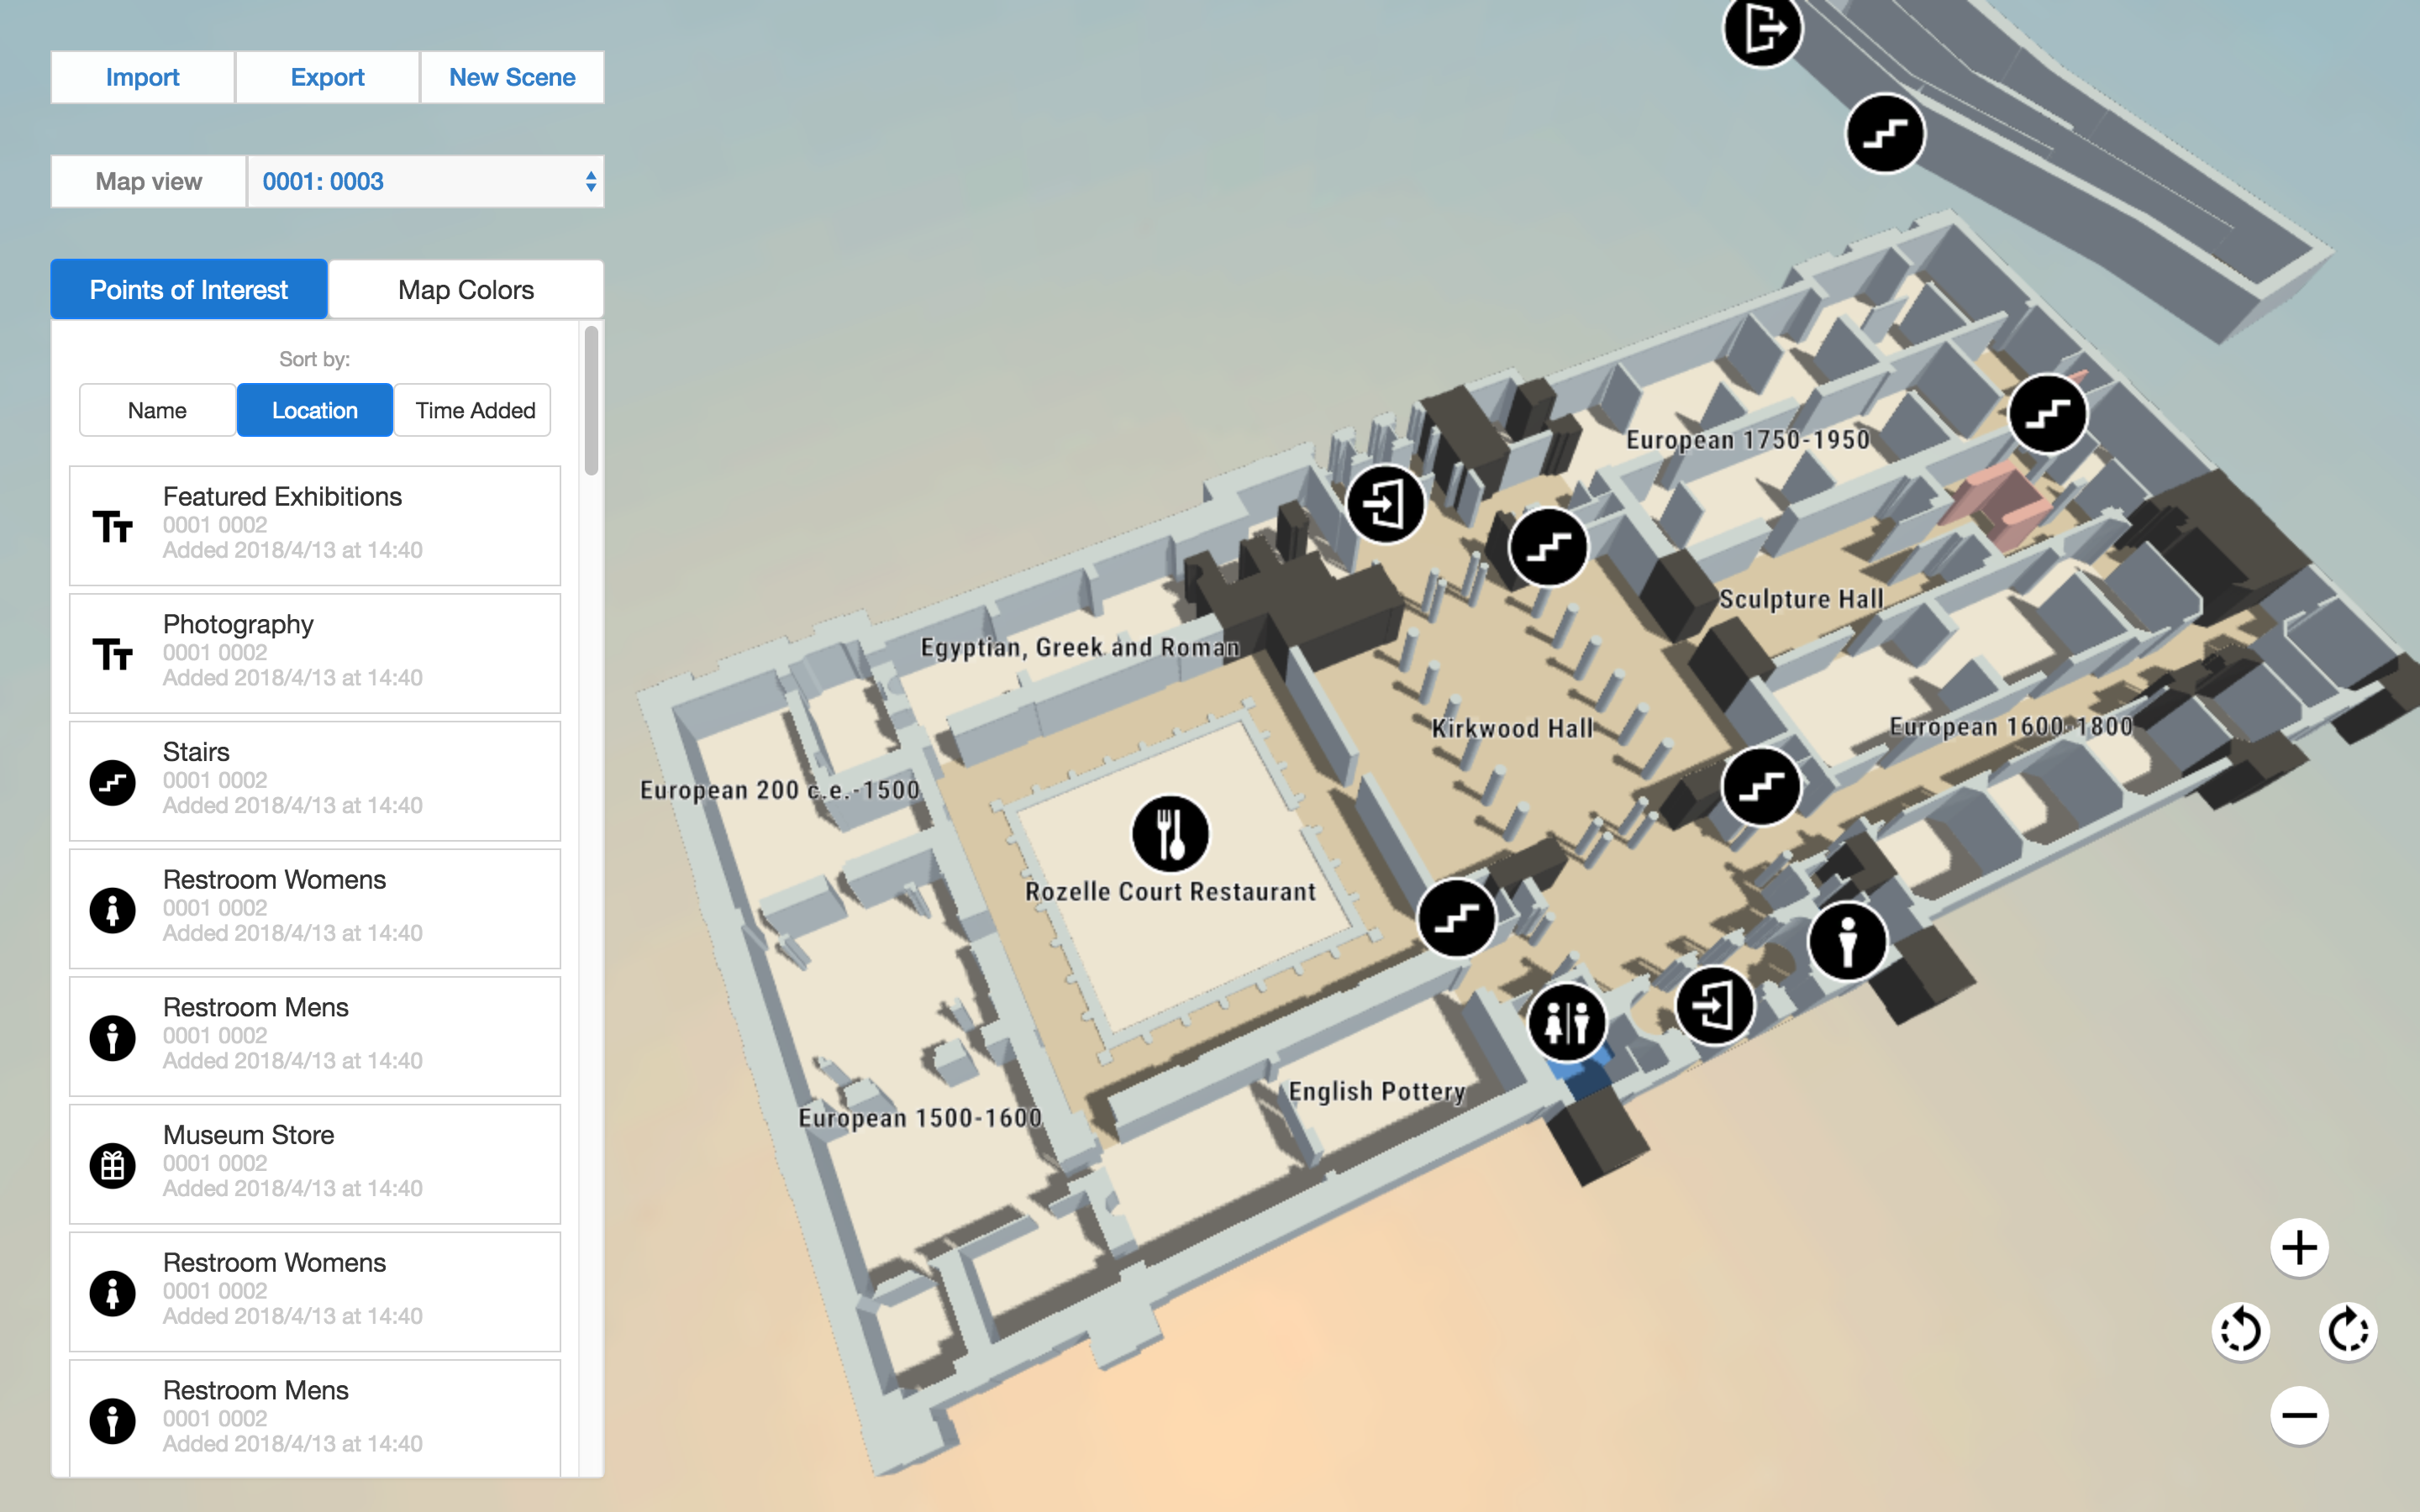 Import
Export
New Scene
Map view
0001: 0003
Points of Interest
Map Colors
Sort by:
Name
Location
Time Added
Featured Exhibitions
0001 0002
Added 2018/4/13 at 14:40
Photography
0001 0002
Added 2018/4/13 at 14:40
Stairs
0001 0002
Added 2018/4/13 at 14:40
Restroom Womens
0001 0002
Added 2018/4/13 at 14:40
Restroom Mens
0001 0002
Added 2018/4/13 at 14:40
Museum Store
0001 0002
Added 2018/4/13 at 14:40
Restroom Womens
0001 0002
Added 2018/4/13 at 14:40
Restroom Mens
0001 0002
Added 2018/4/13 at 14:40
European 1750-1950
Sculpture Hall
Egyptian, Greek and Roman
Kirkwood Hall
European 1600-1800
European 200 c.e.-1500
Rozelle Court Restaurant
English Pottery
European 1500-1600